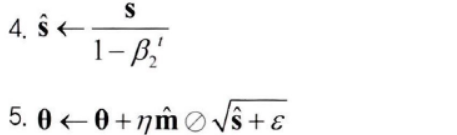 4. ŝ ← s / (1 − β₂ᵗ)
5. θ ← θ + η m̂ ⊘ √(ŝ + ε)